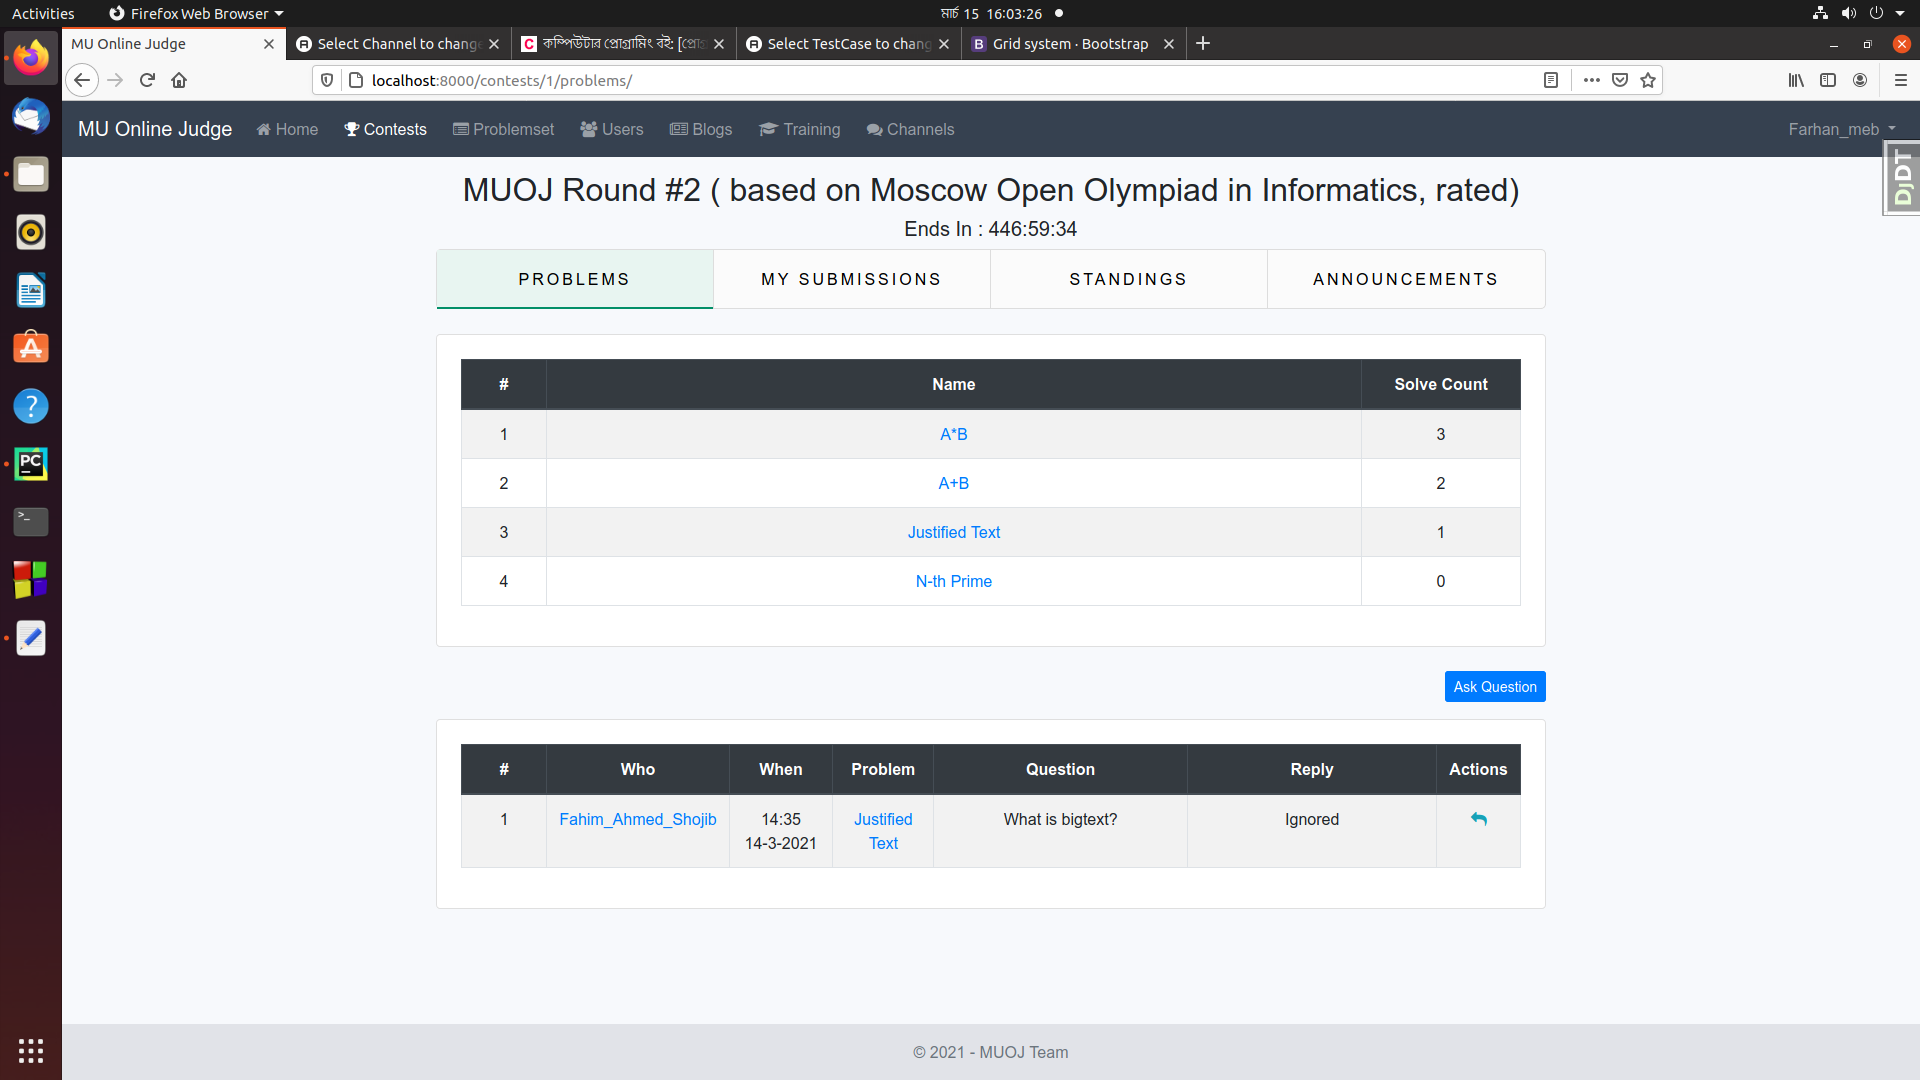 Activities
Firefox Web Browser
মার্চ 15 16:03:26
MU Online Judge
Select Channel to change
কম্পিউটার প্রোগ্রামিং বই: [প্রোগ্র
Select TestCase to chang
Grid system · Bootstrap
localhost:8000/contests/1/problems/
MU Online Judge
Home
Contests
Problemset
Users
Blogs
Training
Channels
Farhan_meb
DjDT
MUOJ Round #2 ( based on Moscow Open Olympiad in Informatics, rated)
Ends In : 446:59:34
PROBLEMS
MY SUBMISSIONS
STANDINGS
ANNOUNCEMENTS
# Name Solve Count
1 A*B 3
2 A+B 2
3 Justified Text 1
4 N-th Prime 0
Ask Question
# Who When Problem Question Reply Actions
1 Fahim_Ahmed_Shojib 14:35 Justified What is bigtext? Ignored
14-3-2021 Text
© 2021 - MUOJ Team